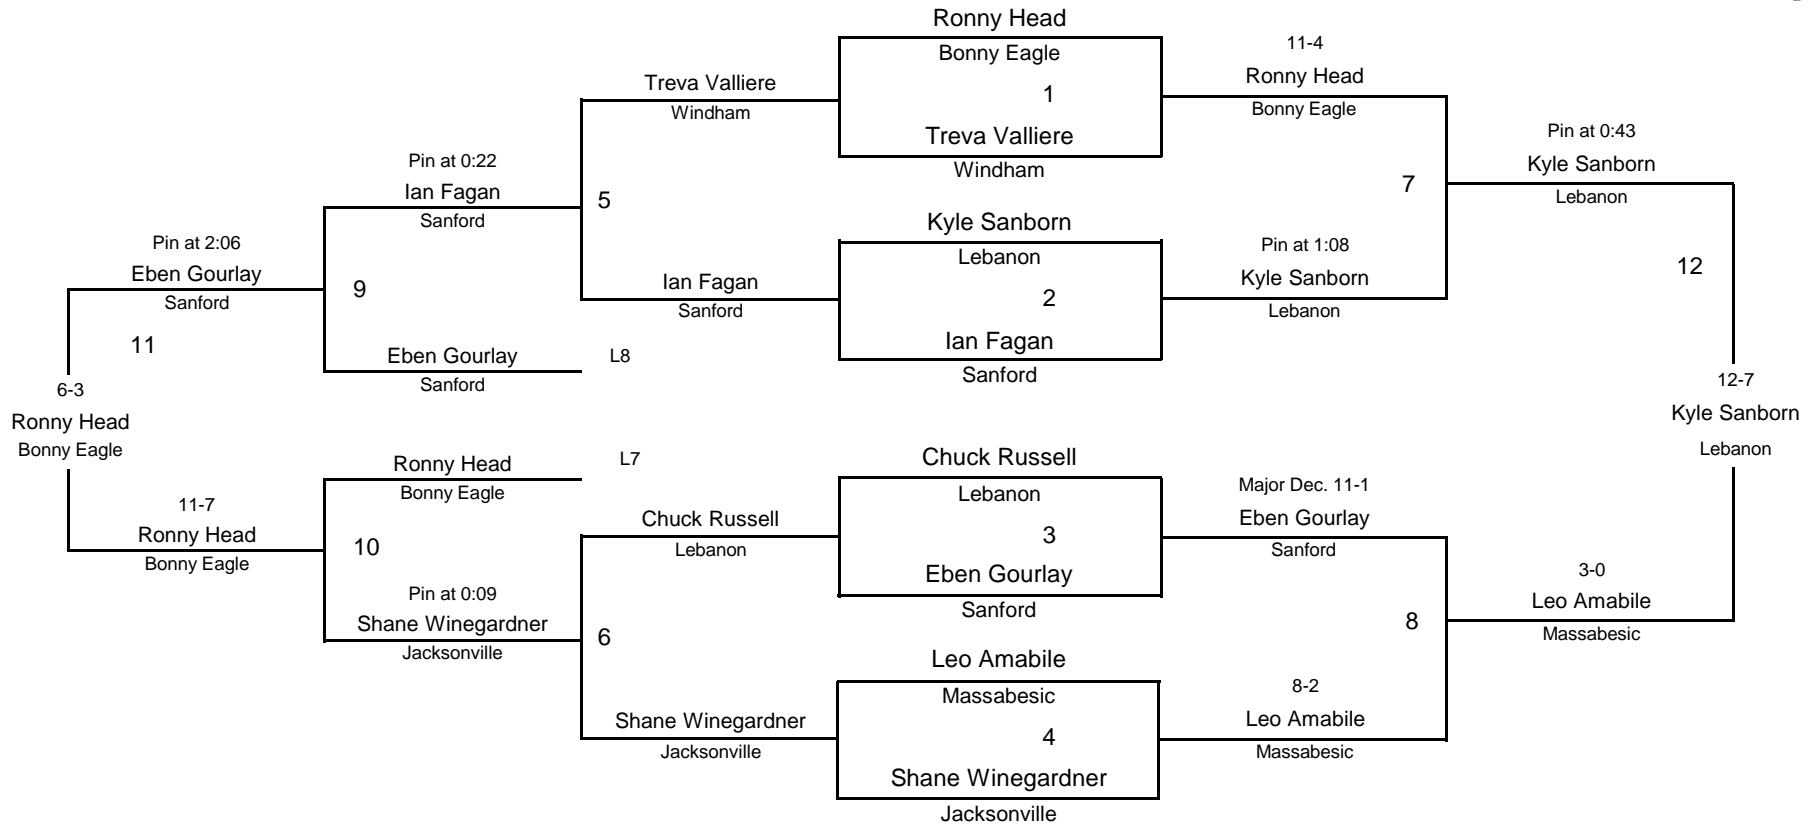 Ronny Head
Bonny Eagle
1
Treva Valliere
Windham
Kyle Sanborn
Lebanon
2
Ian Fagan
Sanford
Chuck Russell
Lebanon
3
Eben Gourlay
Sanford
Leo Amabile
Massabesic
4
Shane Winegardner
Jacksonville
11-4
Ronny Head
Bonny Eagle
7
Pin at 1:08
Kyle Sanborn
Lebanon
Major Dec. 11-1
Eben Gourlay
Sanford
8
8-2
Leo Amabile
Massabesic
Pin at 0:43
Kyle Sanborn
Lebanon
12
3-0
Leo Amabile
Massabesic
12-7
Kyle Sanborn
Lebanon
Treva Valliere
Windham
5
Ian Fagan
Sanford
L8
L7
Chuck Russell
Lebanon
6
Shane Winegardner
Jacksonville
Pin at 0:22
Ian Fagan
Sanford
9
Eben Gourlay
Sanford
Ronny Head
Bonny Eagle
10
Pin at 0:09
Shane Winegardner
Jacksonville
Pin at 2:06
Eben Gourlay
Sanford
11
11-7
Ronny Head
Bonny Eagle
6-3
Ronny Head
Bonny Eagle